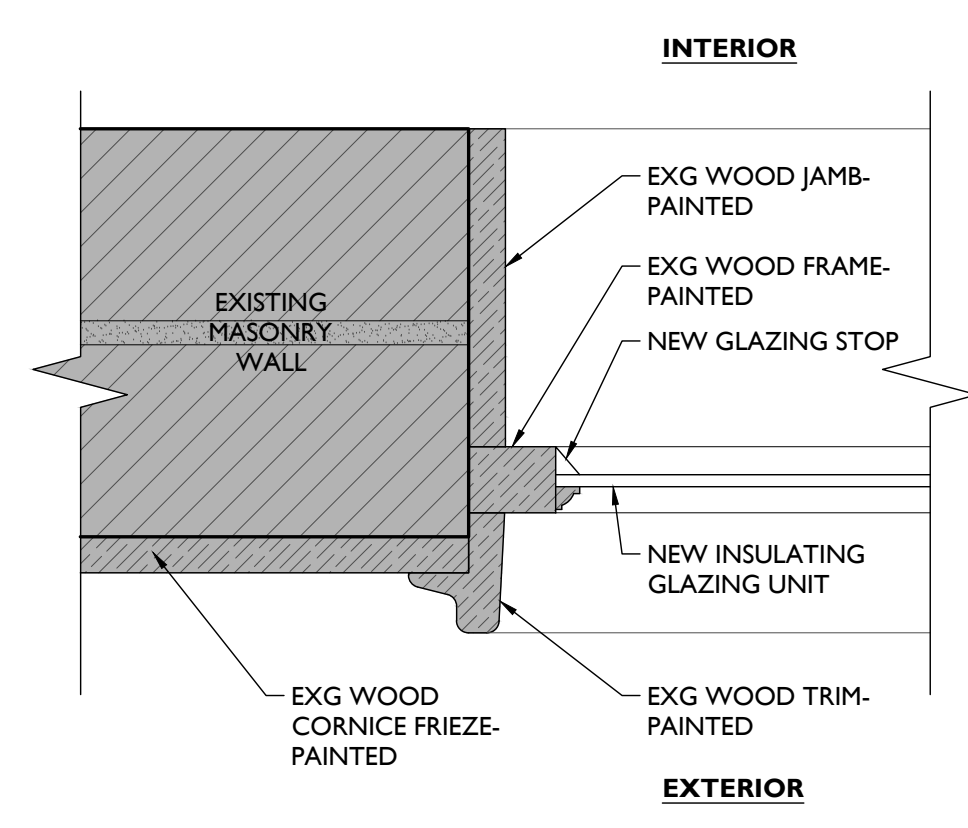 INTERIOR
EXG WOOD JAMB-
PAINTED
EXG WOOD FRAME-
PAINTED
NEW GLAZING STOP
EXISTING
MASONRY
WALL
NEW INSULATING
GLAZING UNIT
EXG WOOD
CORNICE FRIEZE-
PAINTED
EXG WOOD TRIM-
PAINTED
EXTERIOR